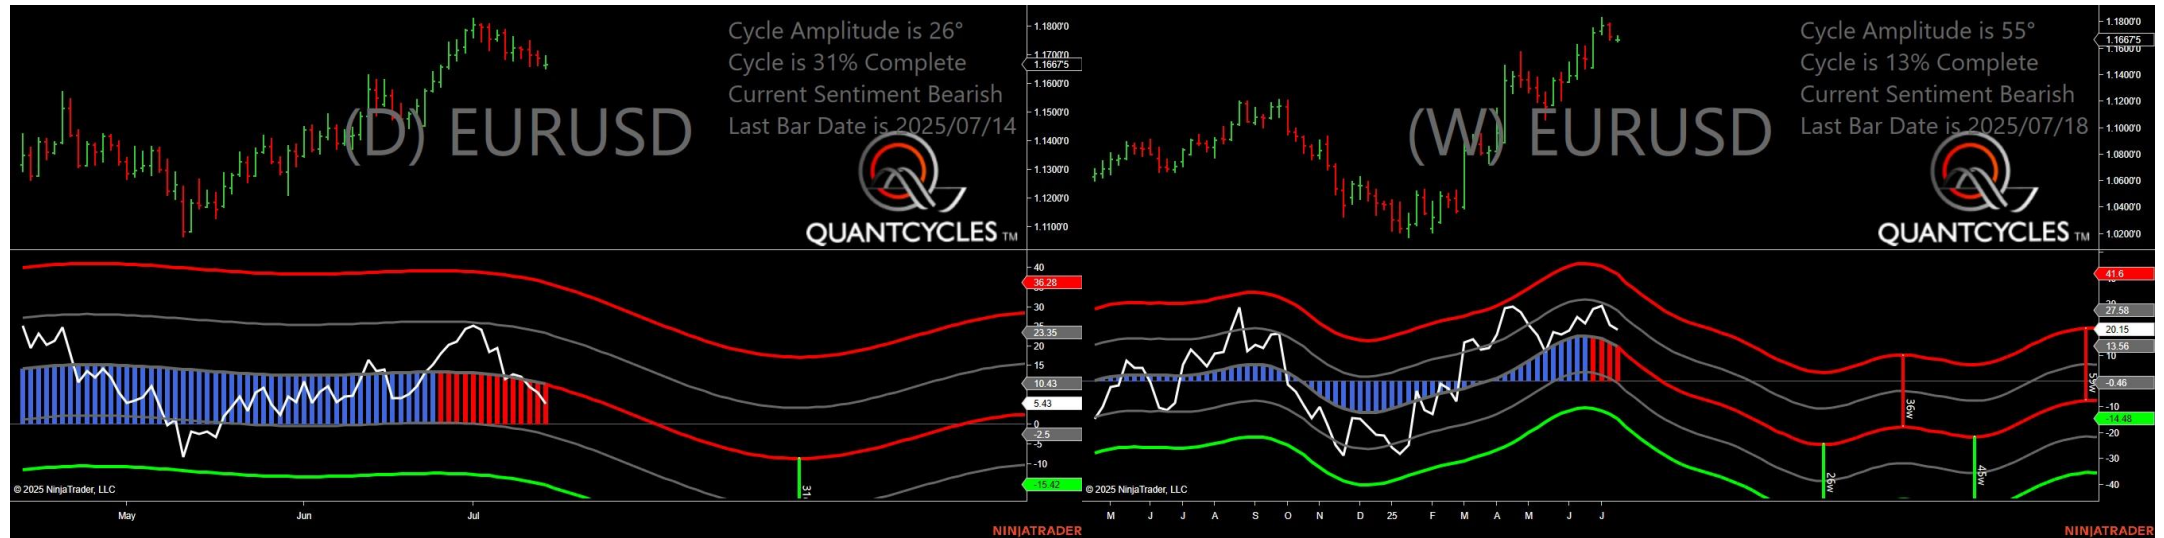 Cycle Amplitude is 26°
Cycle is 31% Complete
Current Sentiment Bearish
Last Bar Date is 2025/07/14
(D) EURUSD
QUANTCYCLES TM
1.1800'0
1.1700'0
1.1667'5
1.1600'0
1.1500'0
1.1400'0
1.1300'0
1.1200'0
1.1100'0
40
36.28
30
23.35
20
15
10.43
5.43
0
-2.5
-5
-10
-15.42
31
© 2025 NinjaTrader, LLC
May Jun Jul
NINJATRADER
Cycle Amplitude is 55°
Cycle is 13% Complete
Current Sentiment Bearish
Last Bar Date is 2025/07/18
(W) EURUSD
QUANTCYCLES TM
1.1800'0
1.1667'5
1.1600'0
1.1400'0
1.1200'0
1.1000'0
1.0800'0
1.0600'0
1.0400'0
1.0200'0
41.6
27.58
20.15
13.56
10
-0.46
-10
-14.48
-20
-30
-40
26w
36w
45w
59w
© 2025 NinjaTrader, LLC
M J J A S O N D 25 F M A M J J
NINJATRADER